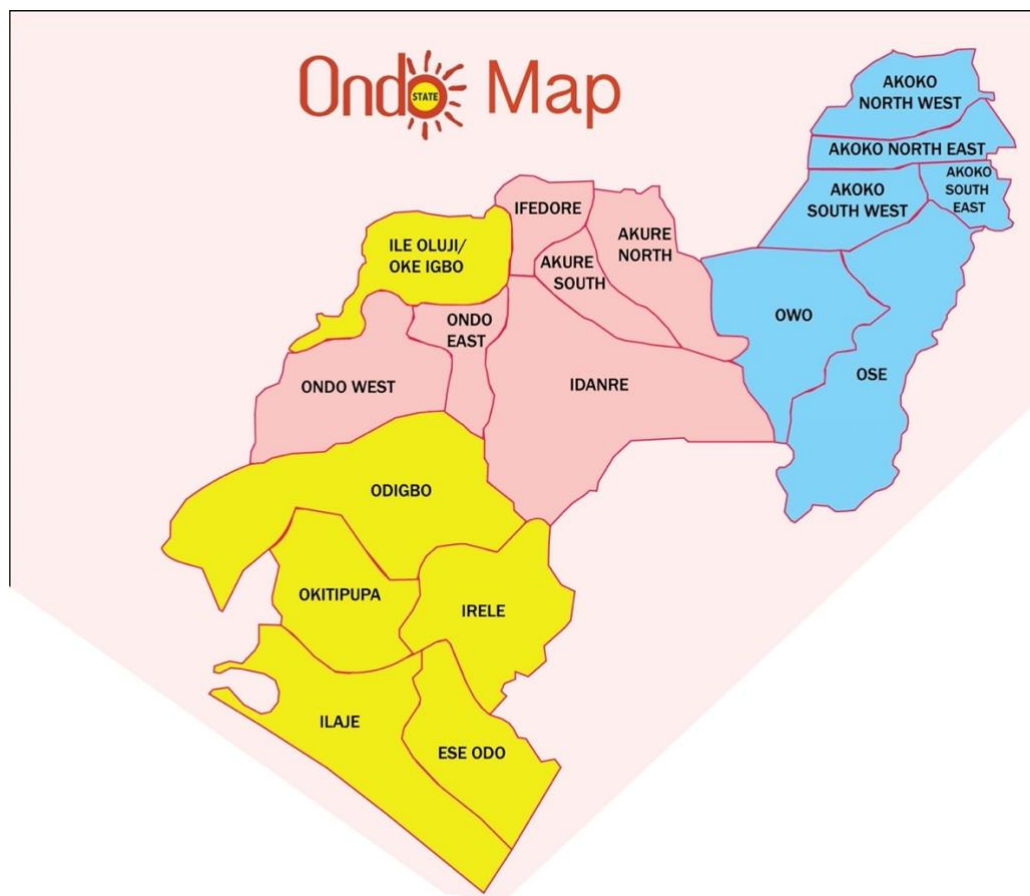 Ondo Map
STATE
AKOKO
NORTH WEST
AKOKO NORTH EAST
AKOKO
SOUTH
EAST
AKOKO
SOUTH WEST
IFEDORE
AKURE
NORTH
ILE OLUJI/
OKE IGBO
AKURE
SOUTH
ONDO
EAST
OWO
OSE
ONDO WEST
IDANRE
ODIGBO
OKITIPUPA
IRELE
ILAJE
ESE ODO